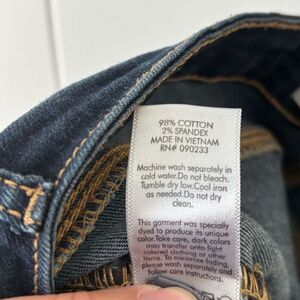 98% COTTON
2% SPANDEX
MADE IN VIETNAM
RN# 090233
Machine wash separately in
cold water.Do not bleach.
Tumble dry low.Cool iron
as needed.Do not dry
clean.
This garment was specially
dyed to produce its unique
color.Take care, dark colors
may transfer onto light
colored clothing or other
items. To minimize fading
please wash separately and
follow care instructions.